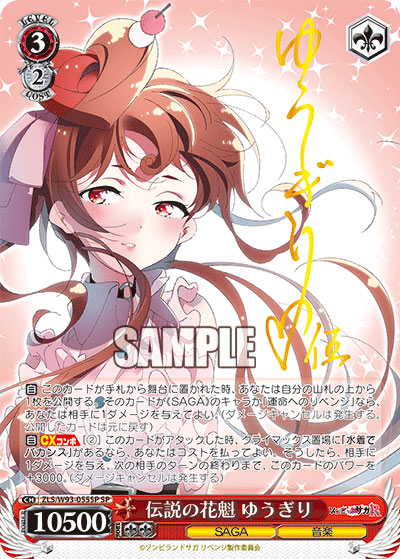 LEVEL
3
2
COST
ゆうぎり
伍
SAMPLE
自 このカードが手札から舞台に置かれた時、あなたは自分の山札の上から
1枚を公開する。そのカードが《SAGA》のキャラか「運命へのリベンジ」なら、
あなたは相手に1ダメージを与えてよい。(ダメージキャンセルは発生する。
公開したカードは元に戻す)
自 CXコンボ [(2)] このカードがアタックした時、クライマックス置場に「水着で
バカンス」があるなら、あなたはコストを払ってよい。そうしたら、相手に
1ダメージを与え、次の相手のターンの終わりまで、このカードのパワーを
+3000。(ダメージキャンセルは発生する)
CH ZLS/W93-055SP SP
10500
伝説の花魁 ゆうぎり
ゾンビランドサガR
SAGA
音楽
©ゾンビランドサガ リベンジ製作委員会